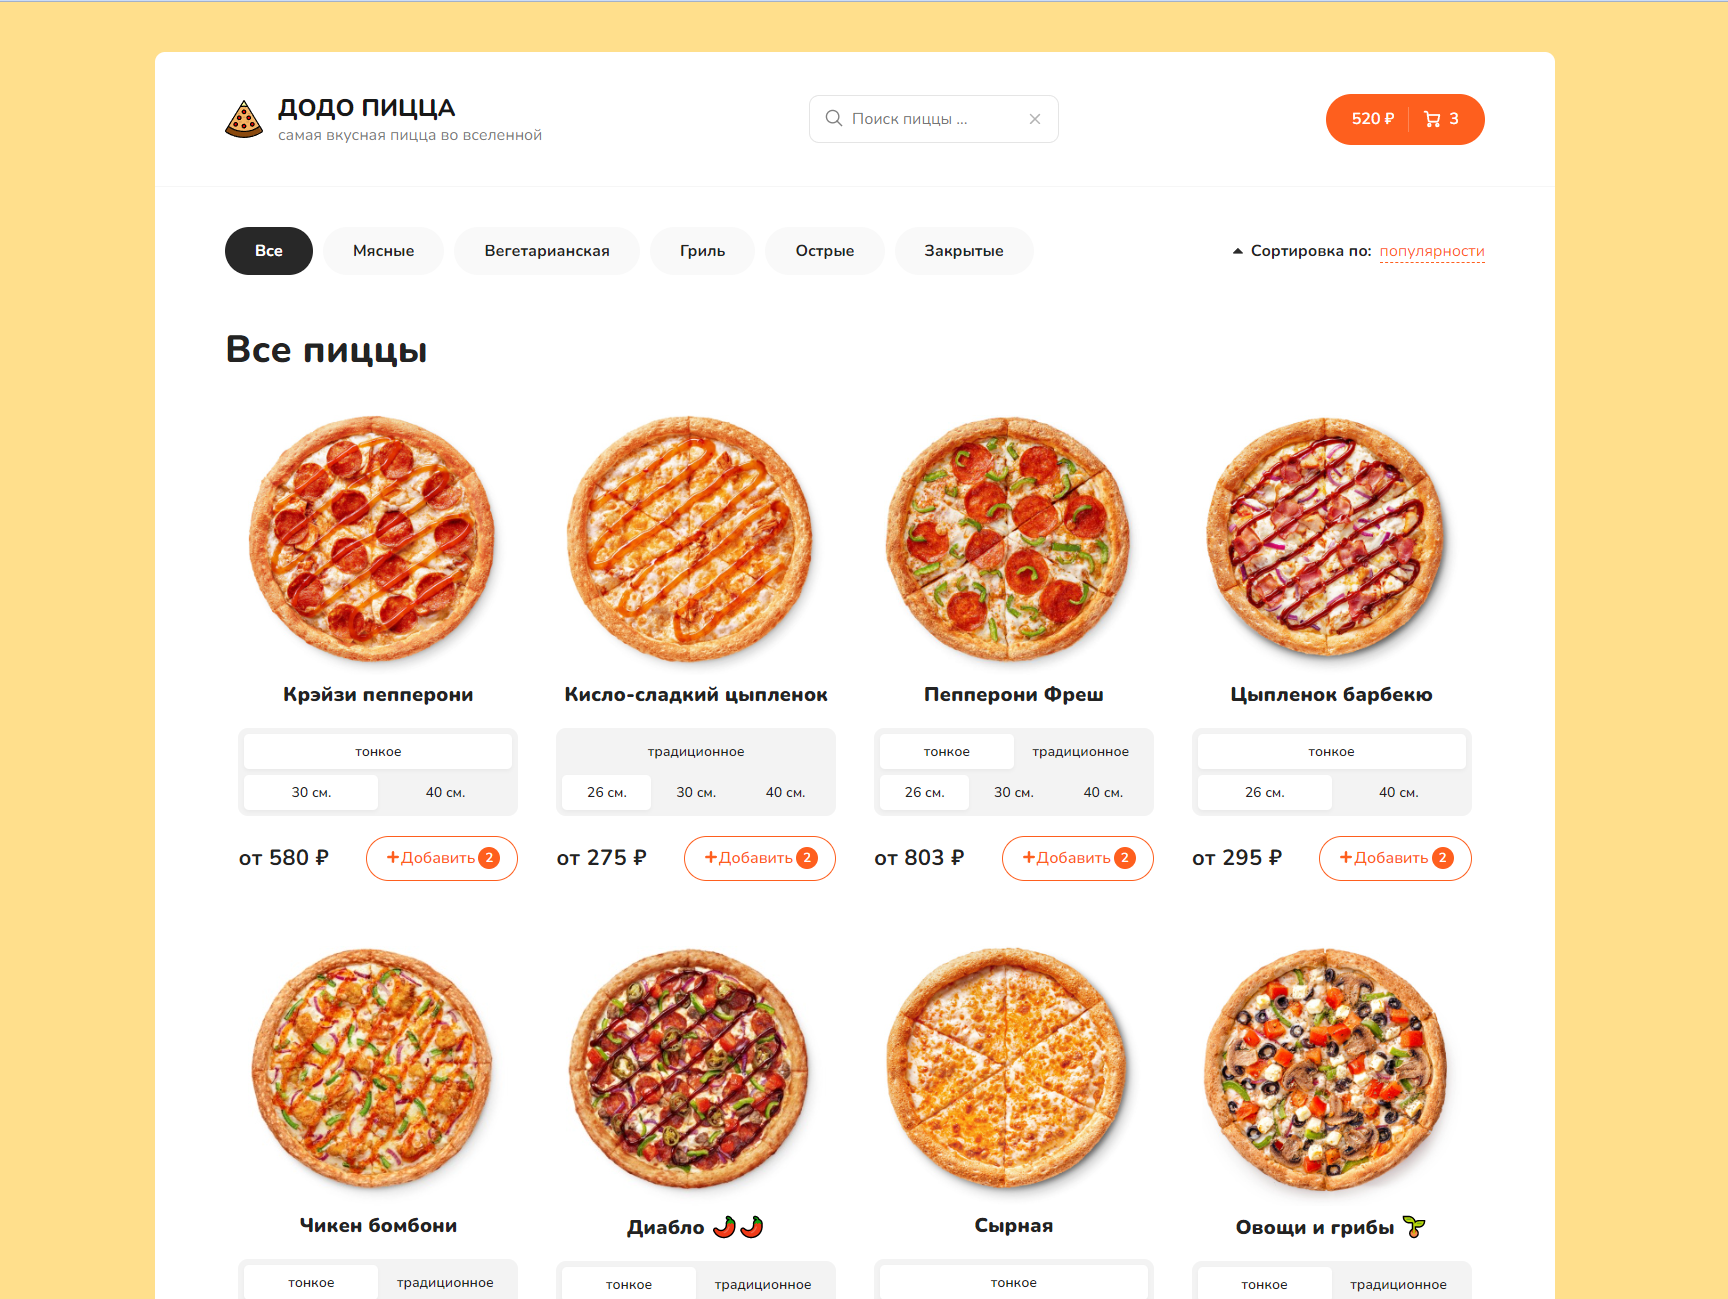 ДОДО ПИЦЦА
самая вкусная пицца во вселенной
Поиск пиццы ...
520 ₽ 3
Все Мясные Вегетарианская Гриль Острые Закрытые Сортировка по: популярности
Все пиццы
Крэйзи пепперони Кисло-сладкий цыпленок Пепперони Фреш Цыпленок барбекю
тонкое традиционное тонкое традиционное тонкое
30 см. 40 см. 26 см. 30 см. 40 см. 26 см. 30 см. 40 см. 26 см. 40 см.
от 580 ₽ +Добавить 2 от 275 ₽ +Добавить 2 от 803 ₽ +Добавить 2 от 295 ₽ +Добавить 2
Чикен бомбони Диабло 🌶🌶 Сырная Овощи и грибы 🌱
тонкое традиционное тонкое традиционное тонкое тонкое традиционное